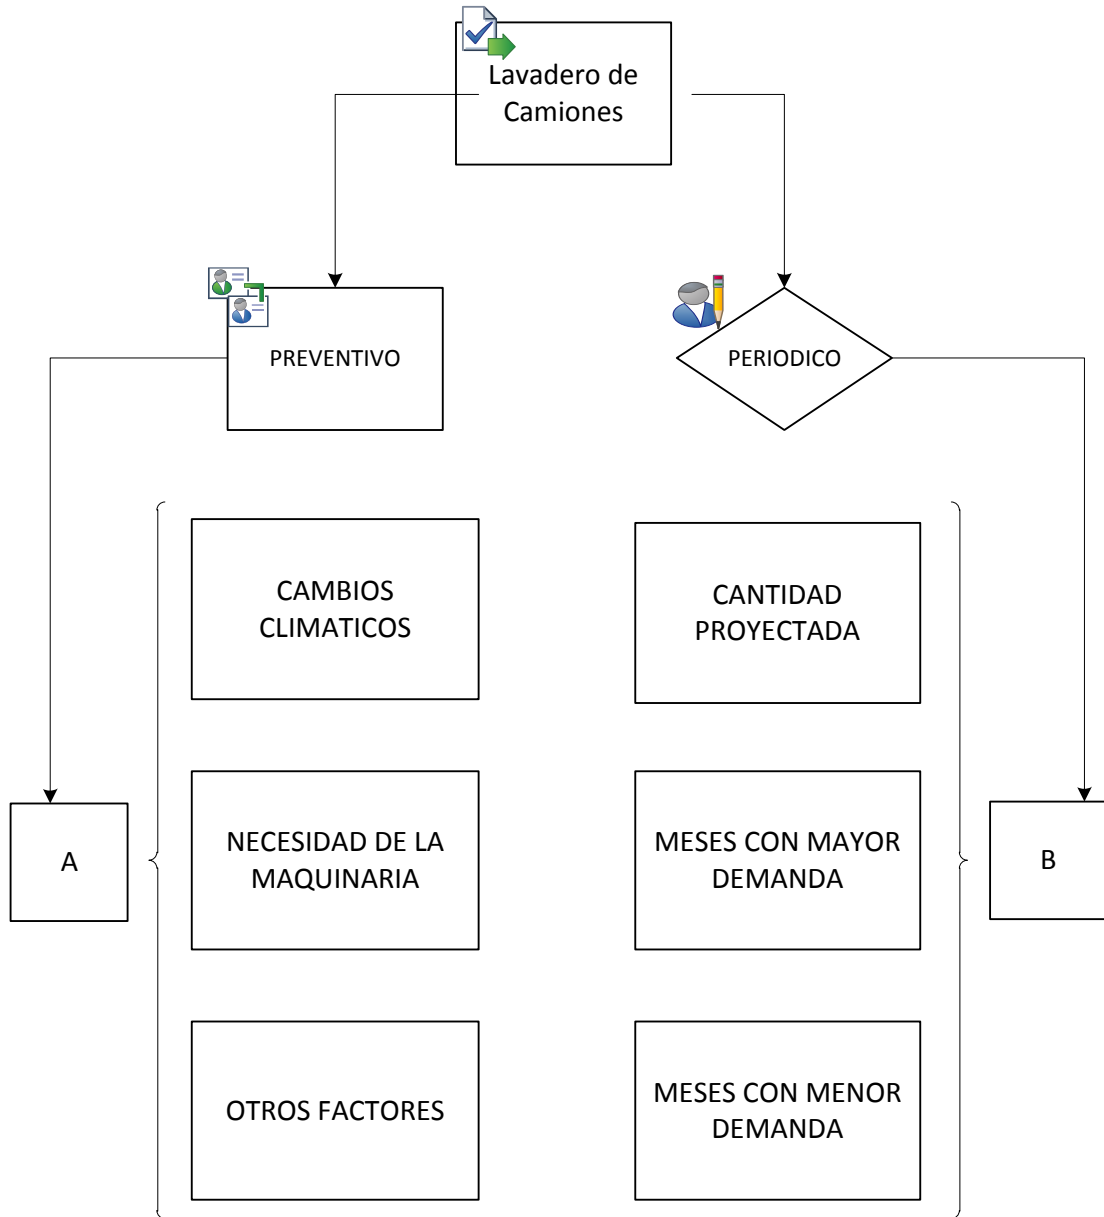 Lavadero de
Camiones
PREVENTIVO
PERIODICO
CAMBIOS
CLIMATICOS
CANTIDAD
PROYECTADA
A
NECESIDAD DE LA
MAQUINARIA
MESES CON MAYOR
DEMANDA
B
OTROS FACTORES
MESES CON MENOR
DEMANDA